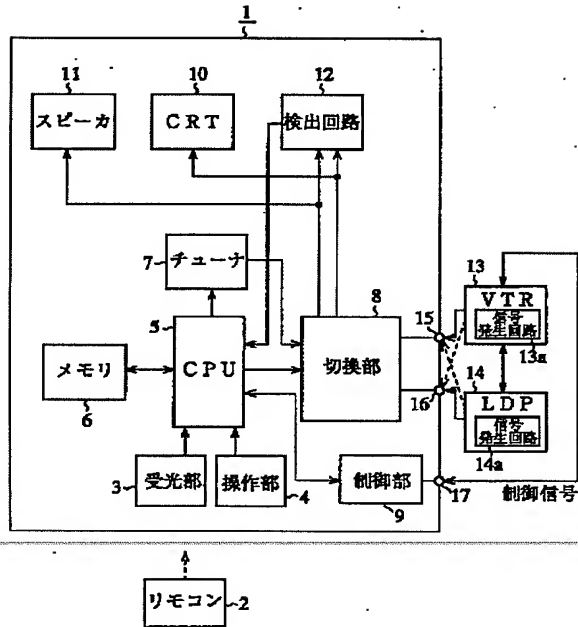 1
11
10
12
スピーカ
CRT
検出回路
7
チューナ
5
8
13
VTR
信号
発生回路
13a
15
メモリ
6
CPU
切換部
16
14
LDP
信号
発生回路
14a
3
受光部
操作部
4
制御部
9
17
制御信号
リモコン
2